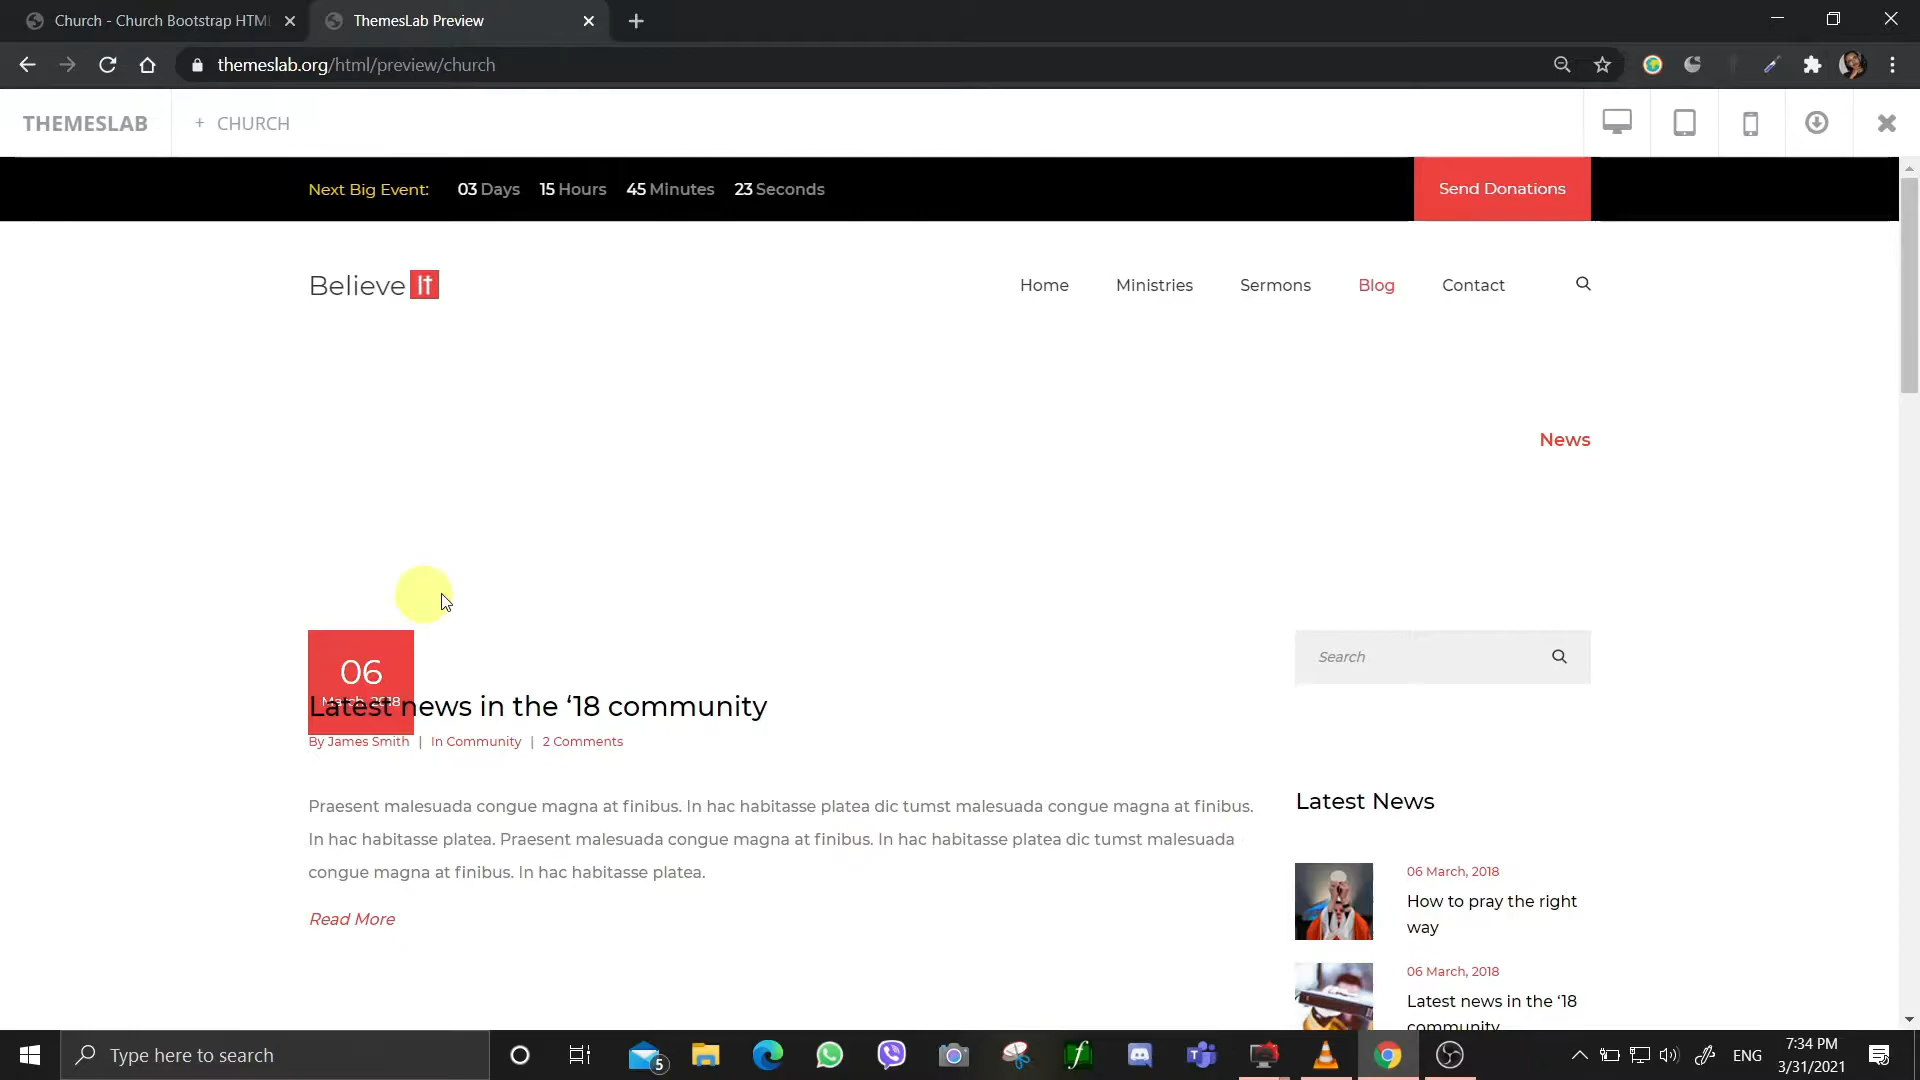 Church - Church Bootstrap HTM
ThemesLab Preview
themeslab.org/html/preview/church
THEMESLAB
+ CHURCH
Next Big Event: 03 Days 15 Hours 45 Minutes 23 Seconds
Send Donations
Believe It
Home Ministries Sermons Blog Contact
News
06
March, 2018
Latest news in the ‘18 community
By James Smith | In Community | 2 Comments
Praesent malesuada congue magna at finibus. In hac habitasse platea dic tumst malesuada congue magna at finibus.
In hac habitasse platea. Praesent malesuada congue magna at finibus. In hac habitasse platea dic tumst malesuada
congue magna at finibus. In hac habitasse platea.
Read More
Search
Latest News
06 March, 2018
How to pray the right
way
06 March, 2018
Latest news in the ‘18
community
Type here to search
5
ENG
7:34 PM
3/31/2021